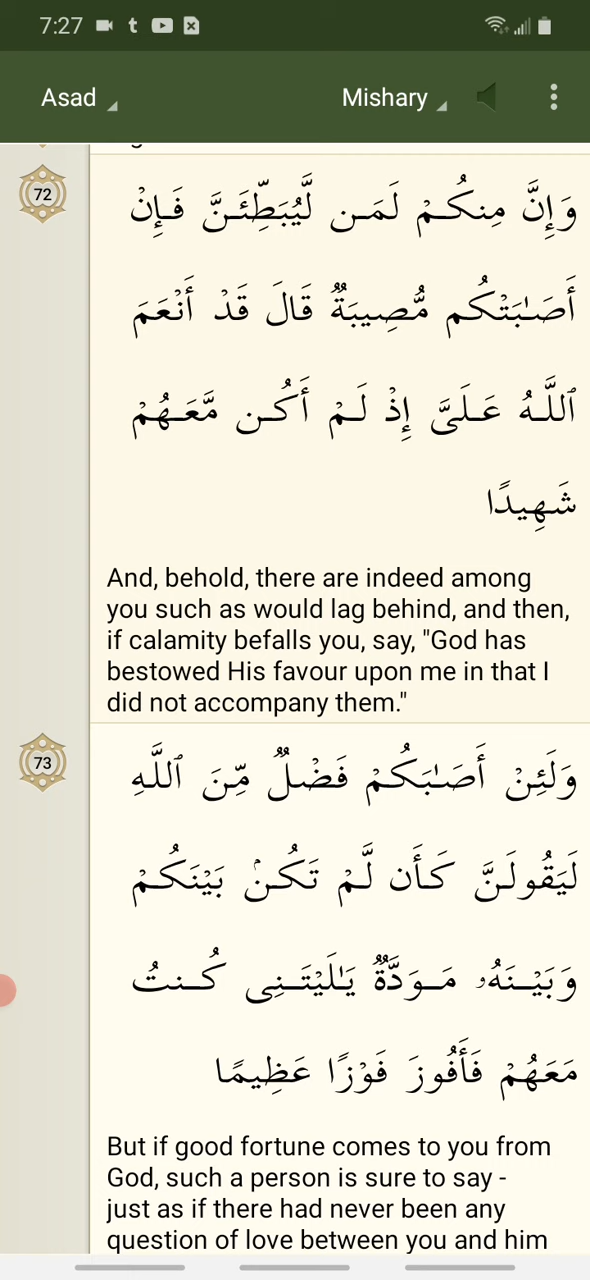 7:27
Asad
Mishary
72
وَإِنَّ مِنكُمْ لَمَن لَّيُبَطِّئَنَّ فَإِنْ
أَصَـٰبَتْكُم مُّصِيبَةٌ قَالَ قَدْ أَنْعَمَ
ٱللَّهُ عَلَىَّ إِذْ لَمْ أَكُن مَّعَهُمْ
شَهِيدًا
And, behold, there are indeed among
you such as would lag behind, and then,
if calamity befalls you, say, "God has
bestowed His favour upon me in that I
did not accompany them."
73
وَلَئِنْ أَصَـٰبَكُمْ فَضْلٌ مِّنَ ٱللَّهِ
لَيَقُولَنَّ كَأَن لَّمْ تَكُنۢ بَيْنَكُمْ
وَبَيْنَهُۥ مَوَدَّةٌ يَـٰلَيْتَنِى كُنتُ
مَعَهُمْ فَأَفُوزَ فَوْزًا عَظِيمًا
But if good fortune comes to you from
God, such a person is sure to say -
just as if there had never been any
question of love between you and him